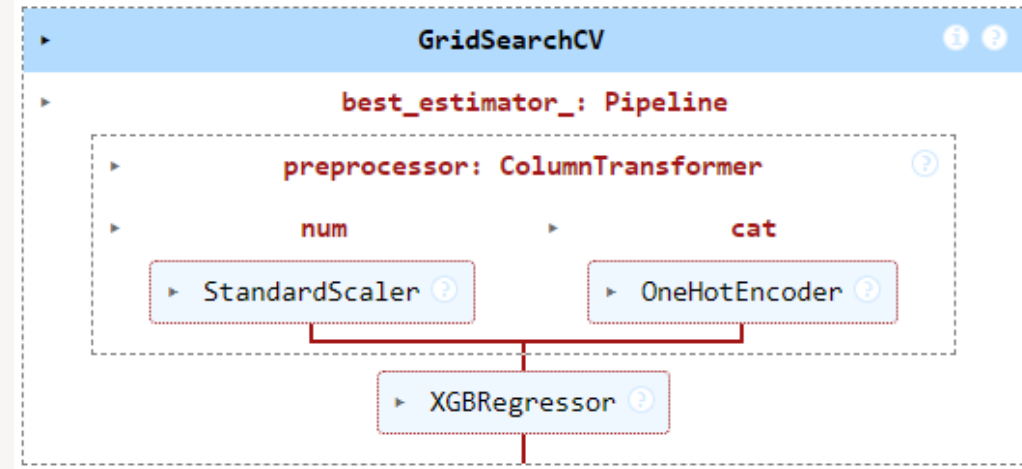 GridSearchCV
best_estimator_: Pipeline
preprocessor: ColumnTransformer
num cat
StandardScaler OneHotEncoder
XGBRegressor